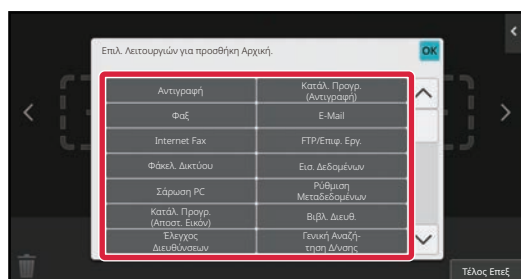 Επιλ. Λειτουργιών για προσθήκη Αρχική.
OK
Αντιγραφή
Κατάλ. Προγρ.
(Αντιγραφή)
Φαξ
E-Mail
Internet Fax
FTP/Επιφ. Εργ.
Φάκελ. Δικτύου
Εισ. Δεδομένων
Σάρωση PC
Ρύθμιση
Μεταδεδομένων
Κατάλ. Προγρ.
(Αποστ. Εικόν)
Βιβλ. Διευθ.
Έλεγχος
Διευθύνσεων
Γενική Αναζή-
τηση Δ/νσης
Τέλος Επεξ